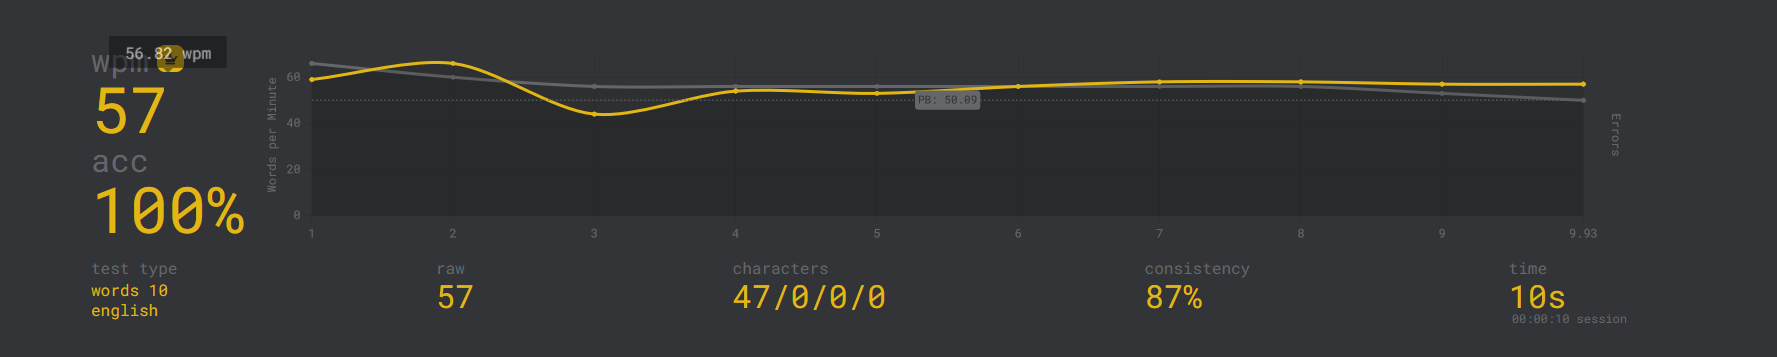 56.82 wpm
wpm
57
acc
100%
Words per Minute
60
40
20
0
PB: 50.09
Errors
1 2 3 4 5 6 7 8 9 9.93
test type
words 10
english
raw
57
characters
47/0/0/0
consistency
87%
time
10s
00:00:10 session